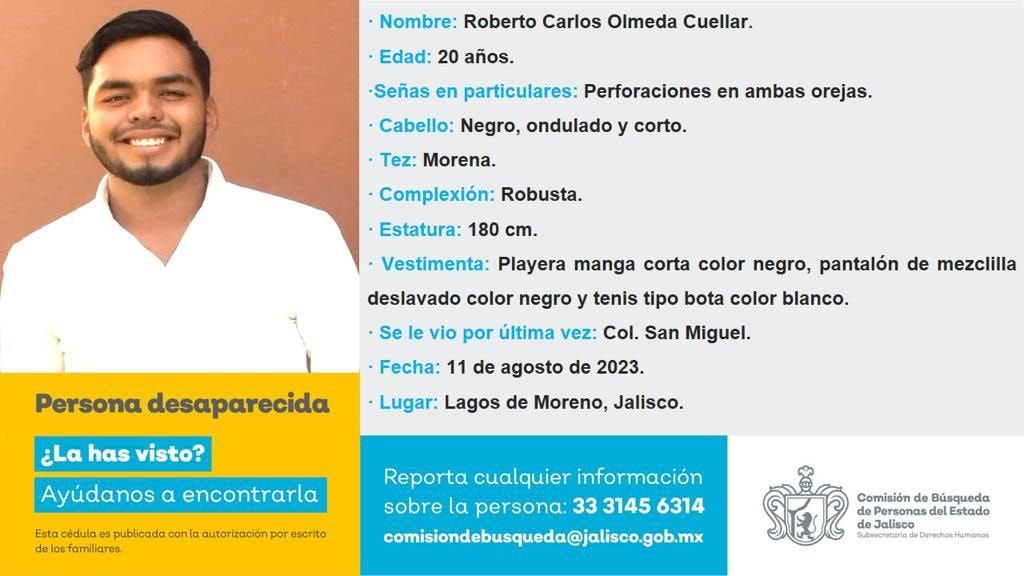 · Nombre: Roberto Carlos Olmeda Cuellar.
· Edad: 20 años.
·Señas en particulares: Perforaciones en ambas orejas.
· Cabello: Negro, ondulado y corto.
· Tez: Morena.
· Complexión: Robusta.
· Estatura: 180 cm.
· Vestimenta: Playera manga corta color negro, pantalón de mezclilla
deslavado color negro y tenis tipo bota color blanco.
· Se le vio por última vez: Col. San Miguel.
· Fecha: 11 de agosto de 2023.
· Lugar: Lagos de Moreno, Jalisco.
Persona desaparecida
¿La has visto?
Ayúdanos a encontrarla
Esta cédula es publicada con la autorización por escrito
de los familiares.
Reporta cualquier información
sobre la persona: 33 3145 6314
comisiondebusqueda@jalisco.gob.mx
Comisión de Búsqueda
de Personas del Estado
de Jalisco
Subsecretaría de Derechos Humanos